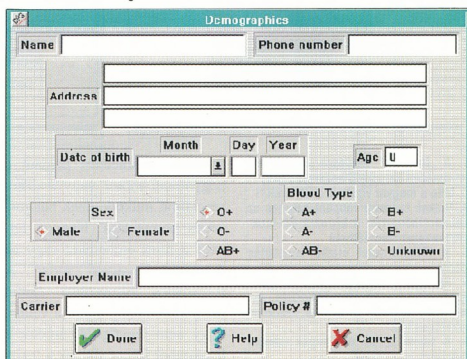 Demographics
Name Phone number
Address
Month Day Year
Date of birth Age 0
Blood Type
Sex O+ A+ B+
Male Female O- A- B-
AB+ AB- Unknown
Employer Name
Carrier Policy #
Done Help Cancel